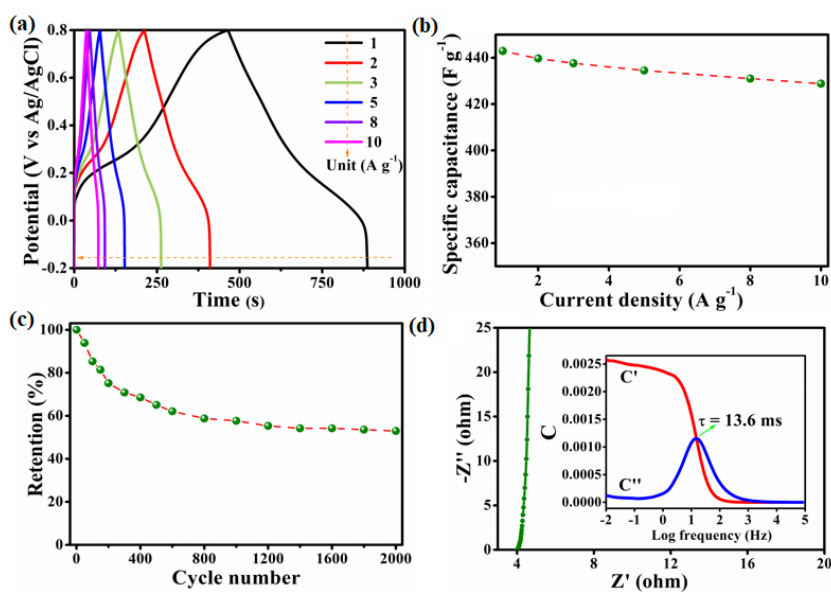 (a)
0.8
0.6
0.4
0.2
0.0
-0.2
Potential (V vs Ag/AgCl)
1
2
3
5
8
10
Unit (A g⁻¹)
0 250 500 750 1000
Time (s)
(b)
440
420
400
380
360
Specific capacitance (F g⁻¹)
2 4 6 8 10
Current density (A g⁻¹)
(c)
100
80
60
40
20
0
Retention (%)
0 400 800 1200 1600 2000
Cycle number
(d)
25
20
15
10
5
0
-Z'' (ohm)
4 8 12 16 20
Z' (ohm)
0.0025
0.0020
0.0015
0.0010
0.0005
0.0000
C
C'
τ = 13.6 ms
C''
-2 -1 0 1 2 3 4 5
Log frequency (Hz)